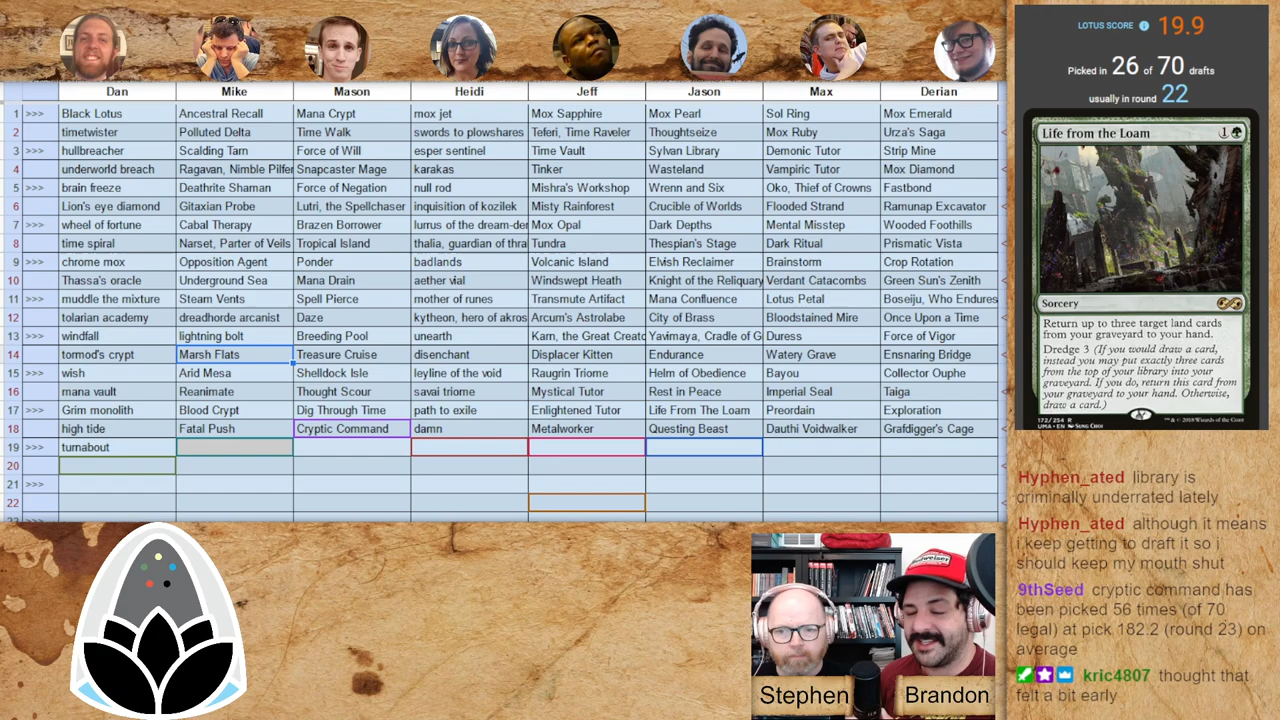 Dan Mike Mason Heidi Jeff Jason Max Derian
1 >>> Black Lotus Ancestral Recall Mana Crypt mox jet Mox Sapphire Mox Pearl Sol Ring Mox Emerald
2 timetwister Polluted Delta Time Walk swords to plowshares Teferi, Time Raveler Thoughtseize Mox Ruby Urza's Saga <
3 >>> hullbreacher Scalding Tarn Force of Will esper sentinel Time Vault Sylvan Library Demonic Tutor Strip Mine
4 underworld breach Ragavan, Nimble Pilfer Snapcaster Mage karakas Tinker Wasteland Vampiric Tutor Mox Diamond <
5 >>> brain freeze Deathrite Shaman Force of Negation null rod Mishra's Workshop Wrenn and Six Oko, Thief of Crowns Fastbond
6 Lion's eye diamond Gitaxian Probe Lutri, the Spellchaser inquisition of kozilek Misty Rainforest Crucible of Worlds Flooded Strand Ramunap Excavator <
7 >>> wheel of fortune Cabal Therapy Brazen Borrower lurrus of the dream-der Mox Opal Dark Depths Mental Misstep Wooded Foothills
8 time spiral Narset, Parter of Veils Tropical Island thalia, guardian of thra Tundra Thespian's Stage Dark Ritual Prismatic Vista <
9 >>> chrome mox Opposition Agent Ponder badlands Volcanic Island Elvish Reclaimer Brainstorm Crop Rotation
10 Thassa's oracle Underground Sea Mana Drain aether vial Windswept Heath Knight of the Reliquary Verdant Catacombs Green Sun's Zenith <
11 >>> muddle the mixture Steam Vents Spell Pierce mother of runes Transmute Artifact Mana Confluence Lotus Petal Boseiju, Who Endures
12 tolarian academy dreadhorde arcanist Daze kytheon, hero of akros Arcum's Astrolabe City of Brass Bloodstained Mire Once Upon a Time <
13 >>> windfall lightning bolt Breeding Pool unearth Karn, the Great Creato Yavimaya, Cradle of G Duress Force of Vigor
14 tormod's crypt Marsh Flats Treasure Cruise disenchant Displacer Kitten Endurance Watery Grave Ensnaring Bridge <
15 >>> wish Arid Mesa Shelldock Isle leyline of the void Raugrin Triome Helm of Obedience Bayou Collector Ouphe
16 mana vault Reanimate Thought Scour savai triome Mystical Tutor Rest in Peace Imperial Seal Taiga <
17 >>> Grim monolith Blood Crypt Dig Through Time path to exile Enlightened Tutor Life From The Loam Preordain Exploration
18 high tide Fatal Push Cryptic Command damn Metalworker Questing Beast Dauthi Voidwalker Grafdigger's Cage <
19 >>> turnabout
20 <
21 >>>
22 <
LOTUS SCORE 19.9
Picked in 26 of 70 drafts
usually in round 22
Life from the Loam 1
Sorcery
Return up to three target land cards
from your graveyard to your hand.
Dredge 3 (If you would draw a card,
instead you may put exactly three cards
from the top of your library into your
graveyard. If you do, return this card from
your graveyard to your hand. Otherwise,
draw a card.)
172/254 R
UMA • EN
Hyphen_ated library is
criminally underrated lately
Hyphen_ated although it means
i keep getting to draft it so i
should keep my mouth shut
9thSeed cryptic command has
been picked 56 times (of 70
legal) at pick 182.2 (round 23) on
average
kric4807 thought that
felt a bit early
Stephen
Brandon